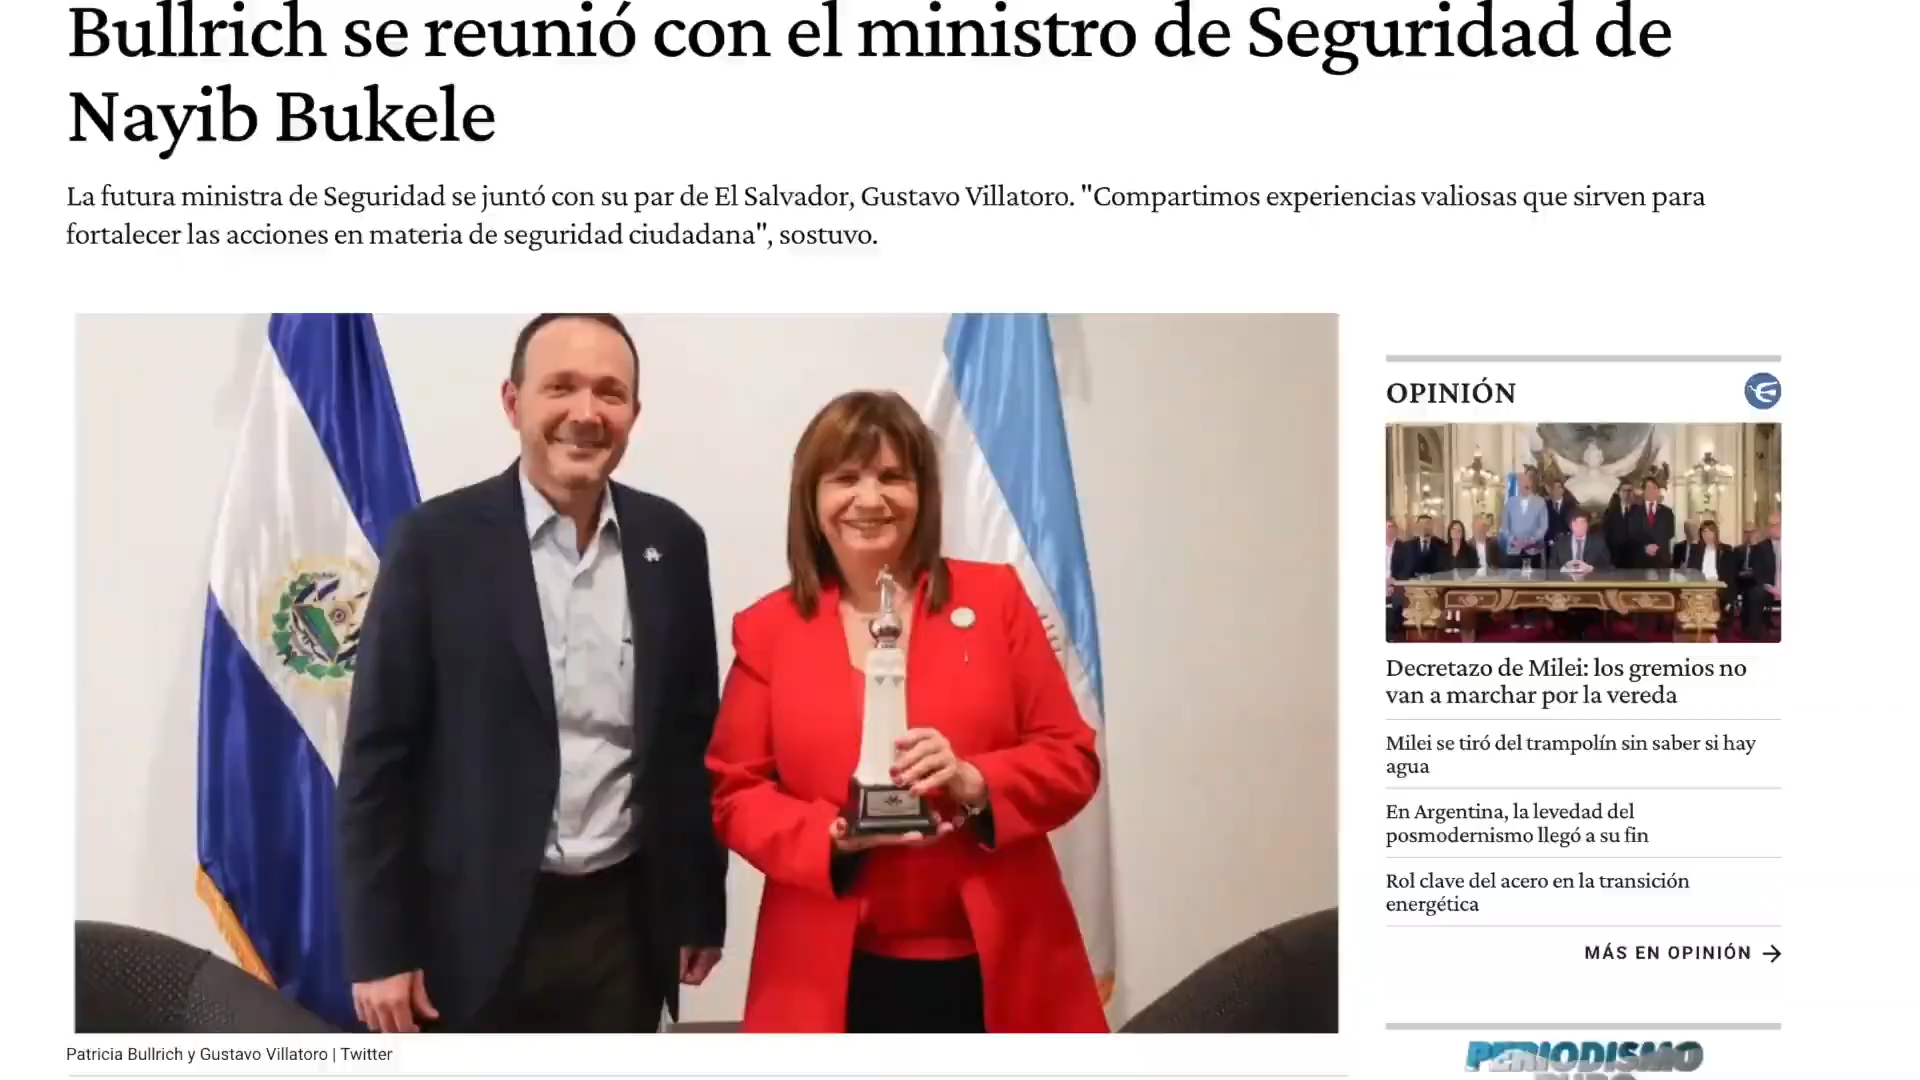 Bullrich se reunió con el ministro de Seguridad de
Nayib Bukele
La futura ministra de Seguridad se juntó con su par de El Salvador, Gustavo Villatoro. "Compartimos experiencias valiosas que sirven para
fortalecer las acciones en materia de seguridad ciudadana", sostuvo.
Patricia Bullrich y Gustavo Villatoro | Twitter
OPINIÓN
Decretazo de Milei: los gremios no
van a marchar por la vereda
Milei se tiró del trampolín sin saber si hay
agua
En Argentina, la levedad del
posmodernismo llegó a su fin
Rol clave del acero en la transición
energética
MÁS EN OPINIÓN
PERIODISMO